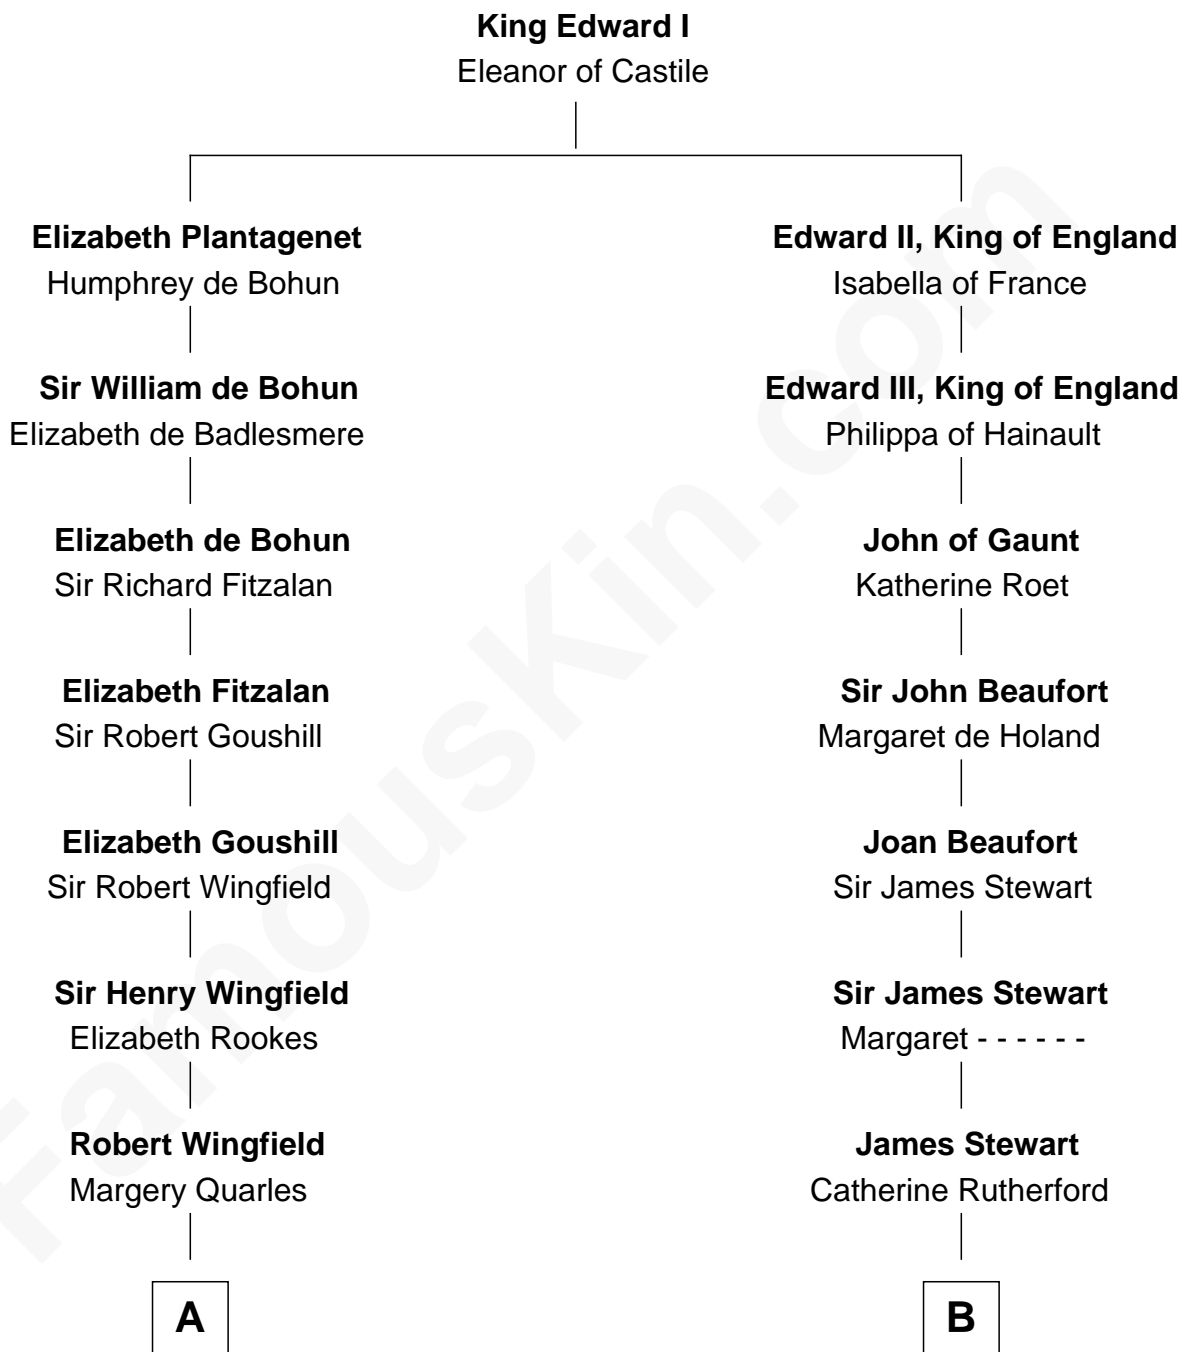 King Edward I
Eleanor of Castile
Elizabeth Plantagenet
Humphrey de Bohun
Edward II, King of England
Isabella of France
Sir William de Bohun
Elizabeth de Badlesmere
Edward III, King of England
Philippa of Hainault
Elizabeth de Bohun
Sir Richard Fitzalan
John of Gaunt
Katherine Roet
Elizabeth Fitzalan
Sir Robert Goushill
Sir John Beaufort
Margaret de Holand
Elizabeth Goushill
Sir Robert Wingfield
Joan Beaufort
Sir James Stewart
Sir Henry Wingfield
Elizabeth Rookes
Sir James Stewart
Margaret - - - - - -
Robert Wingfield
Margery Quarles
James Stewart
Catherine Rutherford
A
B
FamousKin.com